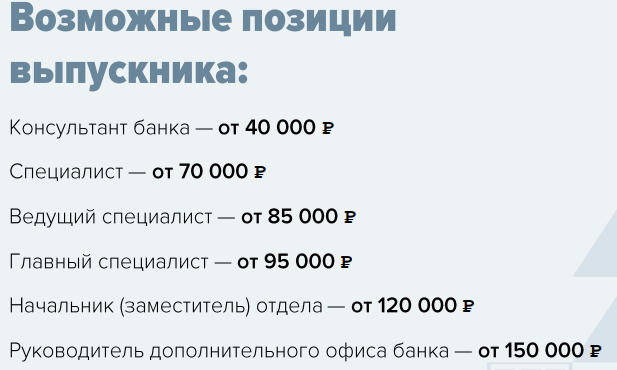 Возможные позиции
выпускника:
Консультант банка — от 40 000 ₽
Специалист — от 70 000 ₽
Ведущий специалист — от 85 000 ₽
Главный специалист — от 95 000 ₽
Начальник (заместитель) отдела — от 120 000 ₽
Руководитель дополнительного офиса банка — от 150 000 ₽